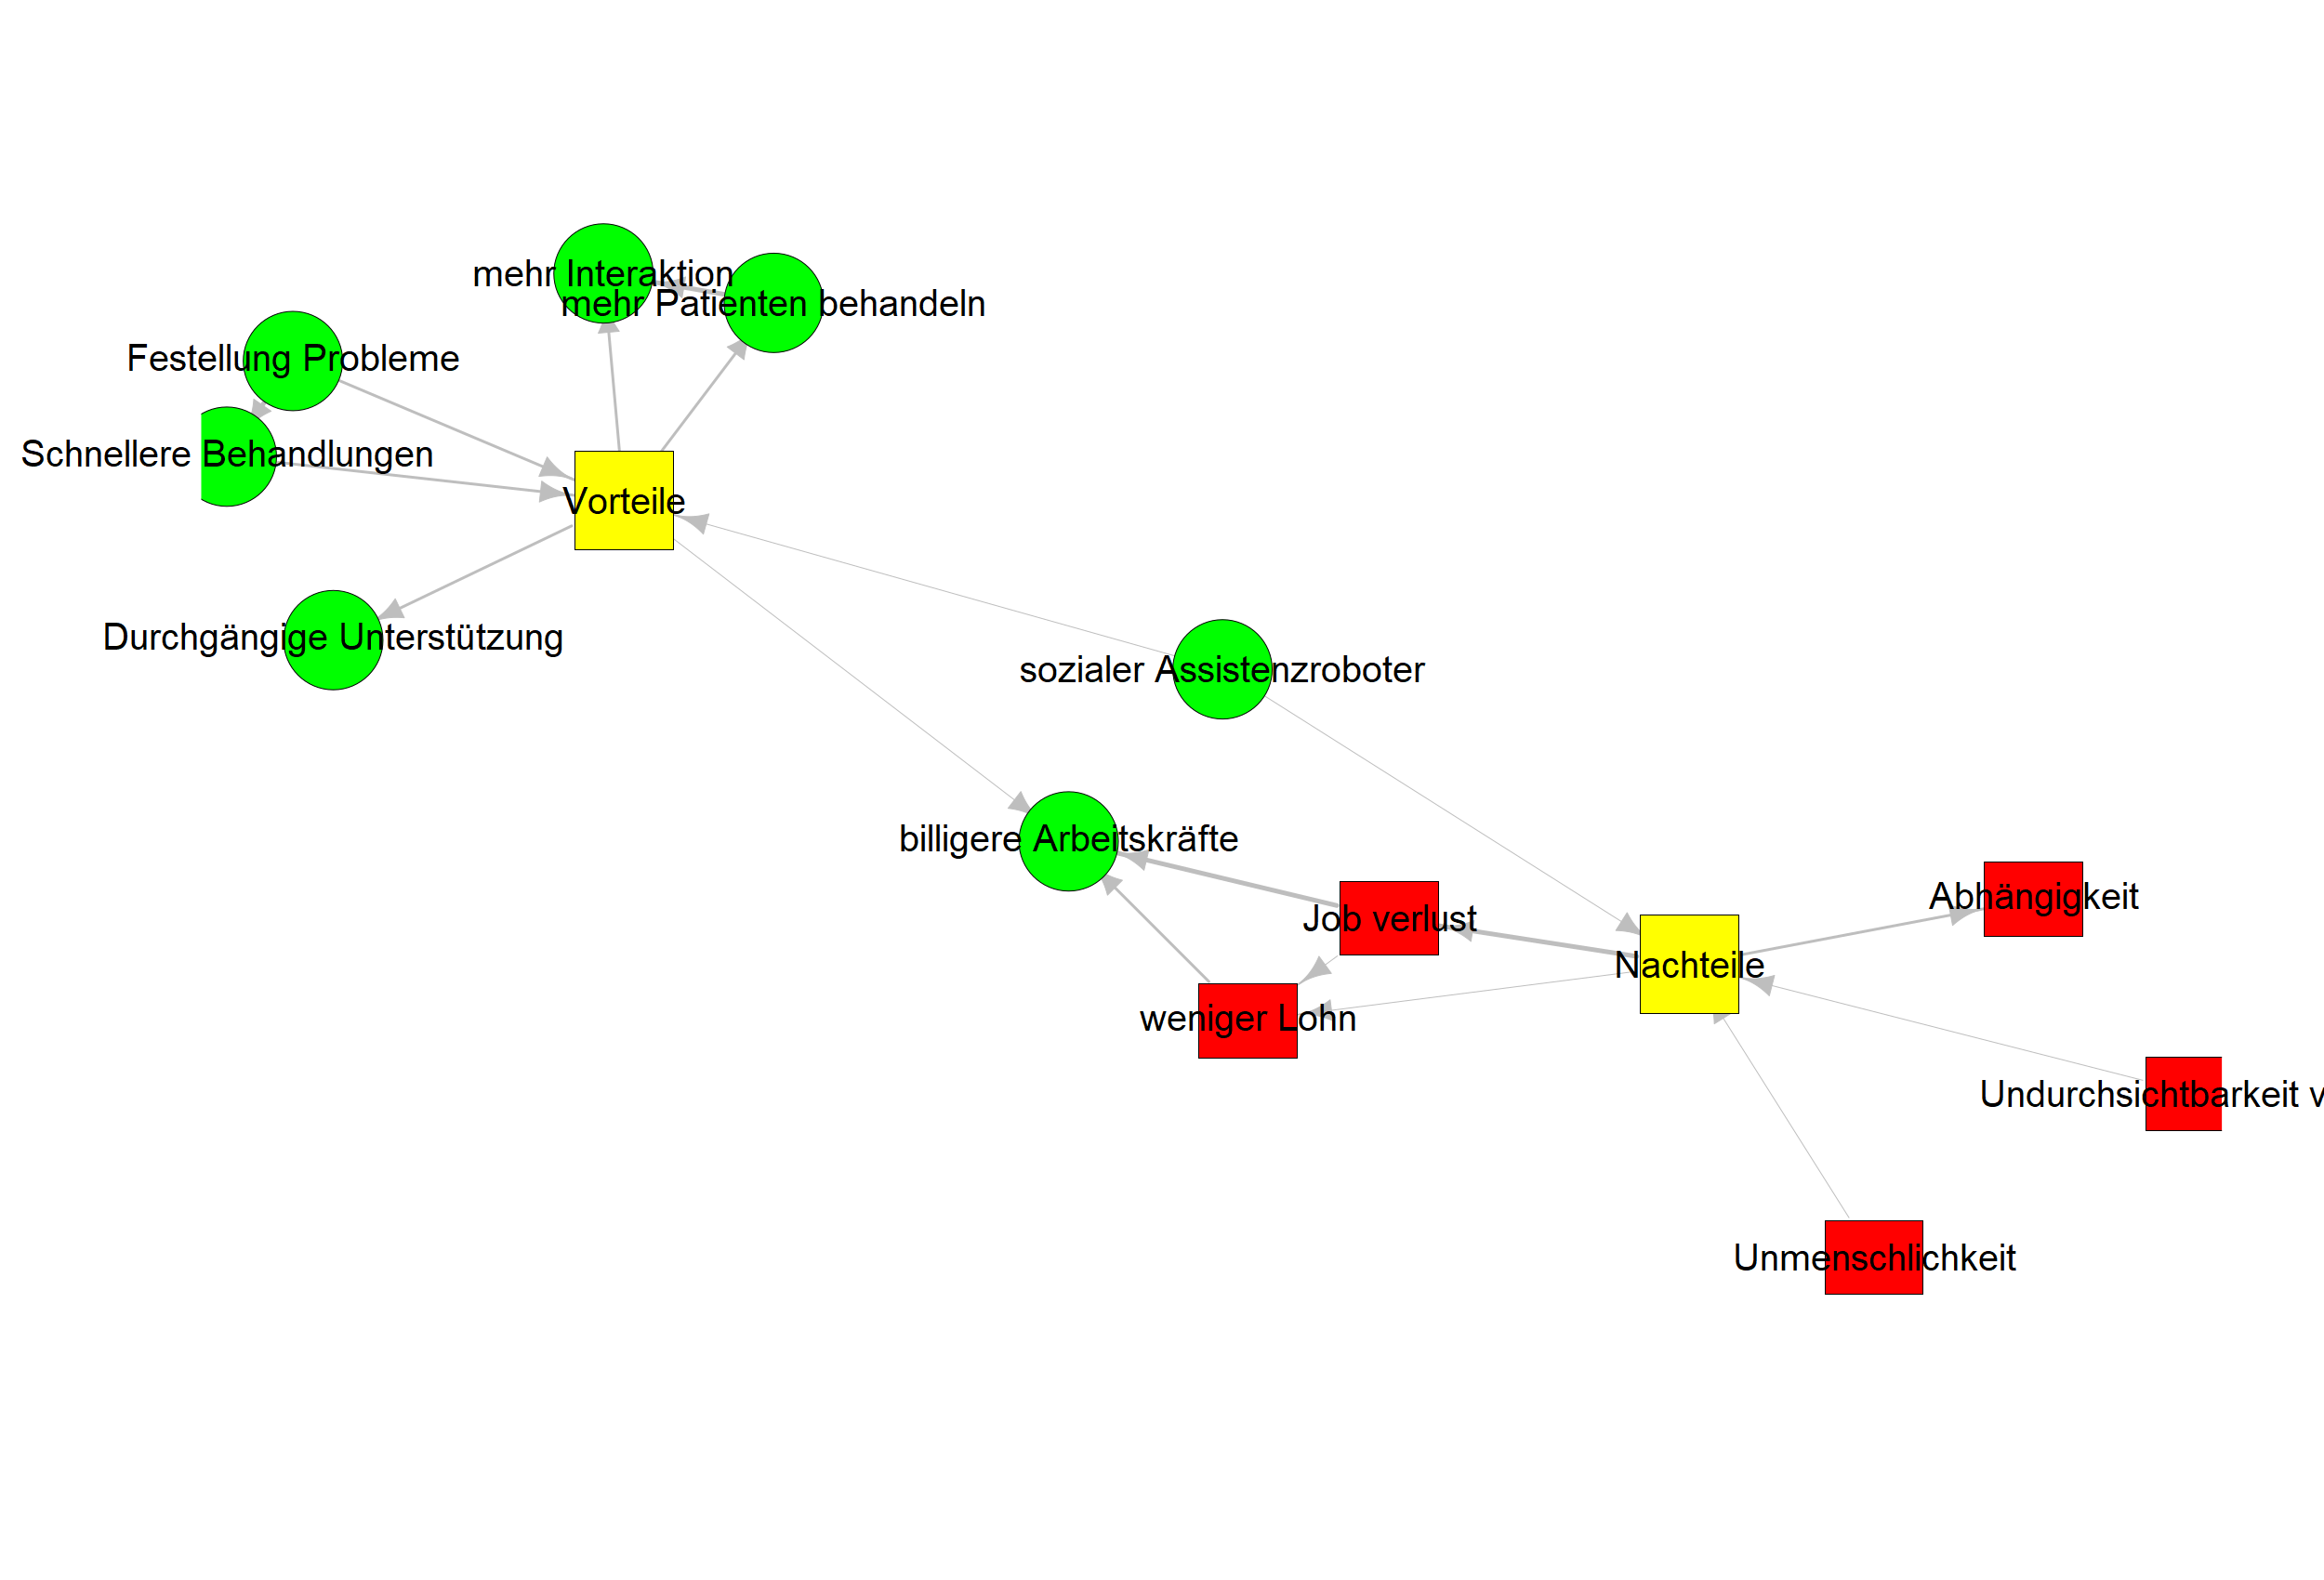 mehr Interaktion
mehr Patienten behandeln
Festellung Probleme
Schnellere Behandlungen
Vorteile
Durchgängige Unterstützung
sozialer Assistenzroboter
billigere Arbeitskräfte
Abhängigkeit
Job verlust
Nachteile
weniger Lohn
Undurchsichtbarkeit v
Unmenschlichkeit